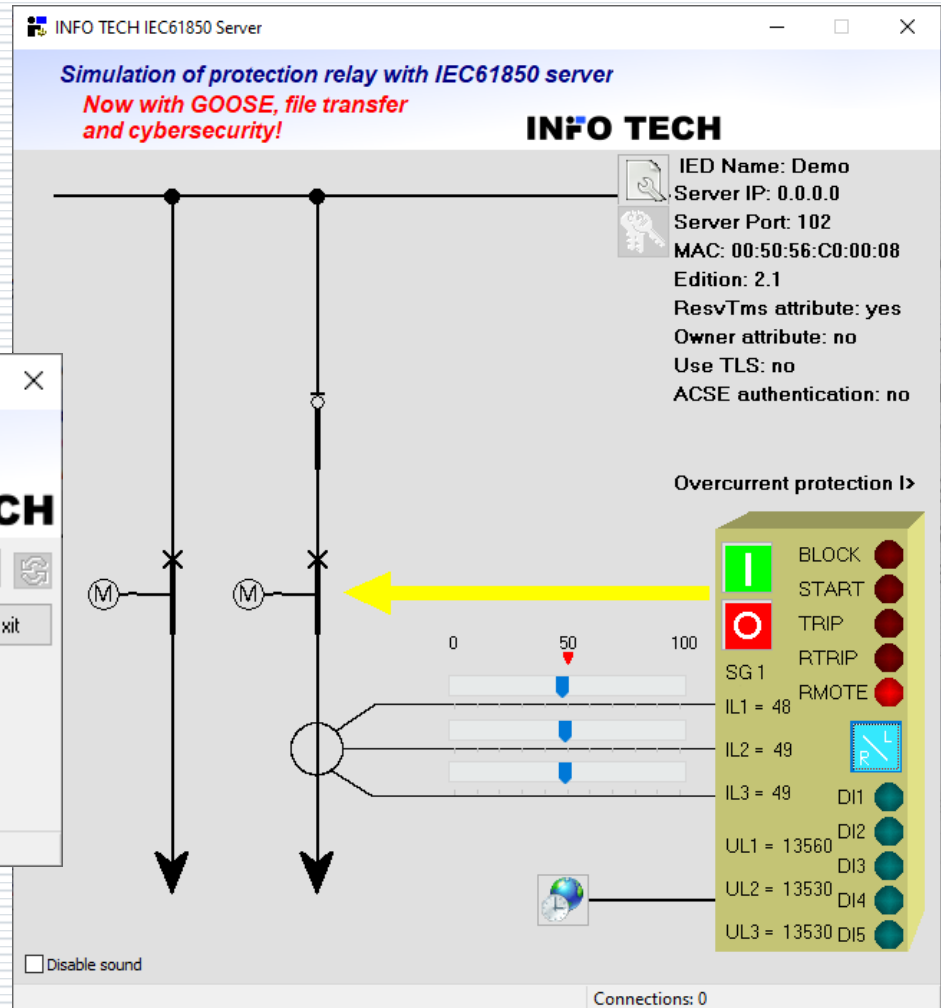 INFO TECH IEC61850 Server
Simulation of protection relay with IEC61850 server
Now with GOOSE, file transfer
and cybersecurity!
INFO TECH
IED Name: Demo
Server IP: 0.0.0.0
Server Port: 102
MAC: 00:50:56:C0:00:08
Edition: 2.1
ResvTms attribute: yes
Owner attribute: no
Use TLS: no
ACSE authentication: no
CH
xit
Overcurrent protection I>
BLOCK
START
TRIP
RTRIP
RMOTE
M
M
0 50 100
SG 1
IL1 = 48
IL2 = 49
IL3 = 49
L
R
UL1 = 13560
UL2 = 13530
UL3 = 13530
DI1
DI2
DI3
DI4
DI5
Disable sound
Connections: 0